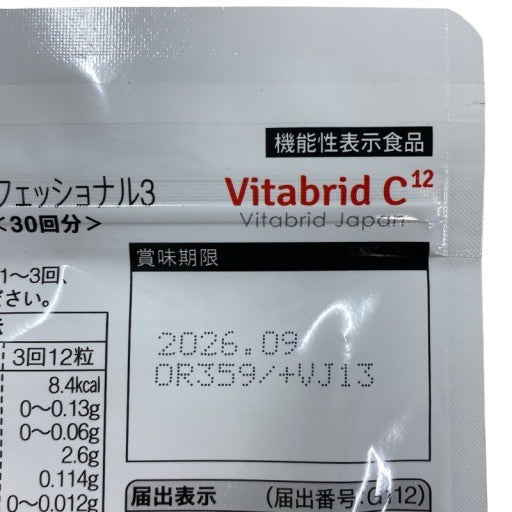 機能性表示食品
フェッショナル3
Vitabrid C12
<30回分>
Vitabrid Japan
賞味期限
1〜3回、
ださい。
2026.09
OR359/+VJ13
示
3回12粒
8.4kcal
0〜0.13g
0〜0.06g
2.6g
0.114g
0〜0.012g
届出表示
(届出番号:G112)